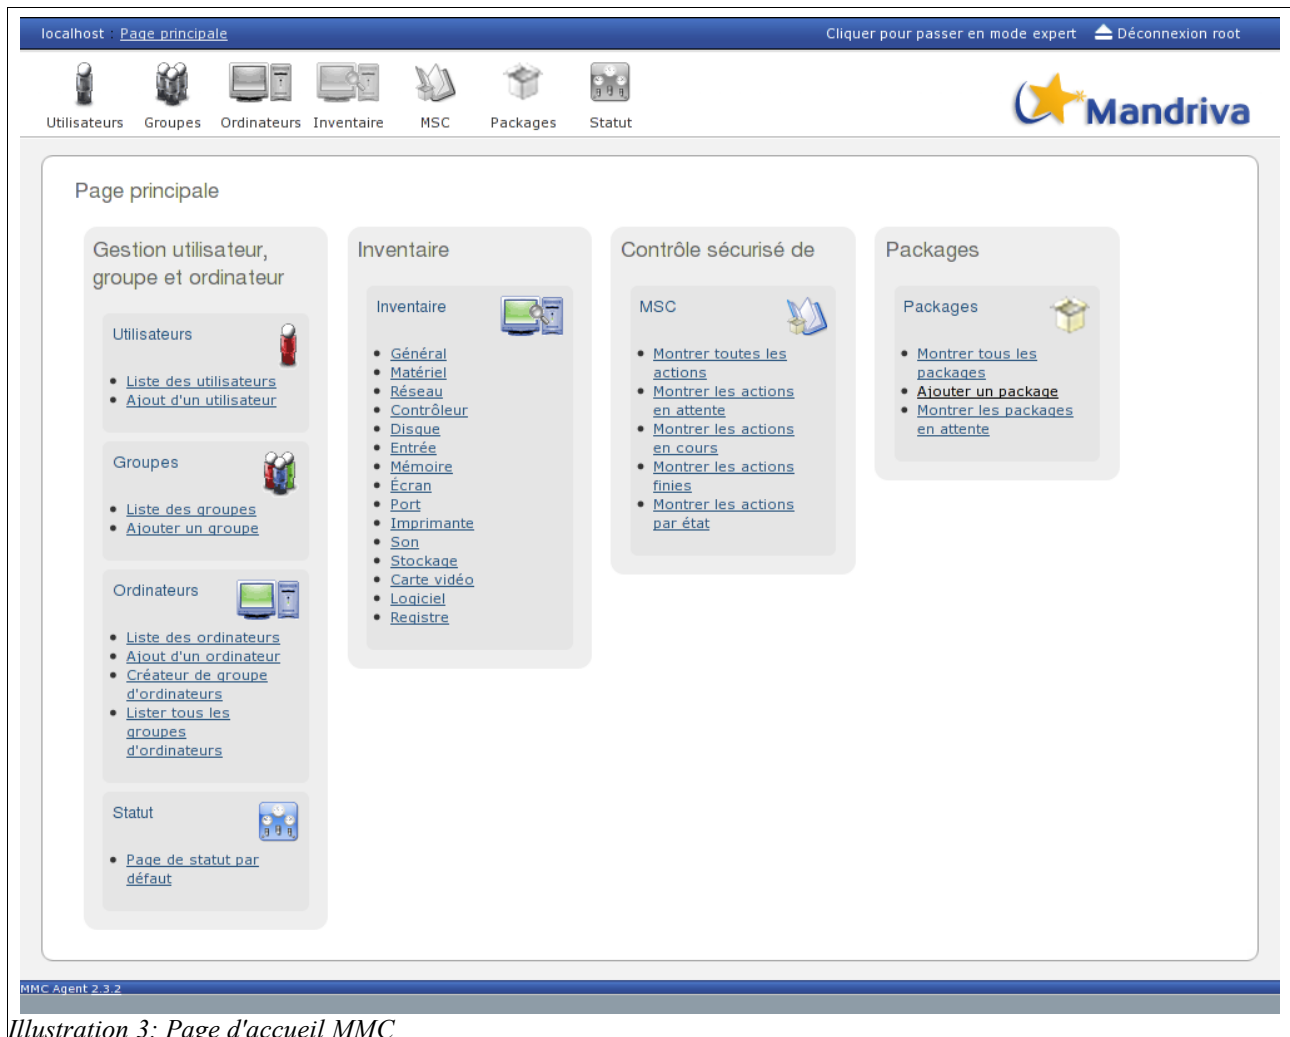 localhost : Page principale
Cliquer pour passer en mode expert Déconnexion root
Utilisateurs Groupes Ordinateurs Inventaire MSC Packages Statut
Mandriva
Page principale
Gestion utilisateur,
groupe et ordinateur
Utilisateurs
Liste des utilisateurs
Ajout d'un utilisateur
Groupes
Liste des groupes
Ajouter un groupe
Ordinateurs
Liste des ordinateurs
Ajout d'un ordinateur
Créateur de groupe
d'ordinateurs
Lister tous les
groupes
d'ordinateurs
Statut
Page de statut par
défaut
Inventaire
Inventaire
Général
Matériel
Réseau
Contrôleur
Disque
Entrée
Mémoire
Écran
Port
Imprimante
Son
Stockage
Carte vidéo
Logiciel
Registre
Contrôle sécurisé de
MSC
Montrer toutes les
actions
Montrer les actions
en attente
Montrer les actions
en cours
Montrer les actions
finies
Montrer les actions
par état
Packages
Packages
Montrer tous les
packages
Ajouter un package
Montrer les packages
en attente
MMC Agent 2.3.2
Illustration 3: Page d'accueil MMC